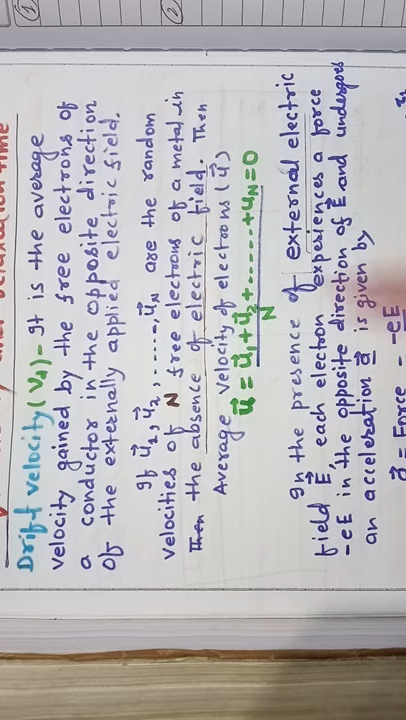 relaxation time
Drift velocity (Vd) - It is the average
velocity gained by the free electrons of
a conductor in the opposite direction
of the externally applied electric field.
If u⃗1, u⃗2, ....., u⃗N are the random
velocities of N free electrons of a metal in
the absence of electric field. Then
Average velocity of electrons (u⃗)
u⃗ = u⃗1 + u⃗2 + ...... + uN / N = 0
In the presence of external electric
field E⃗, each electron experiences a force
-eE in the opposite direction of E⃗ and undergoes
an acceleration a⃗ is given by
a⃗ = Force = -eE